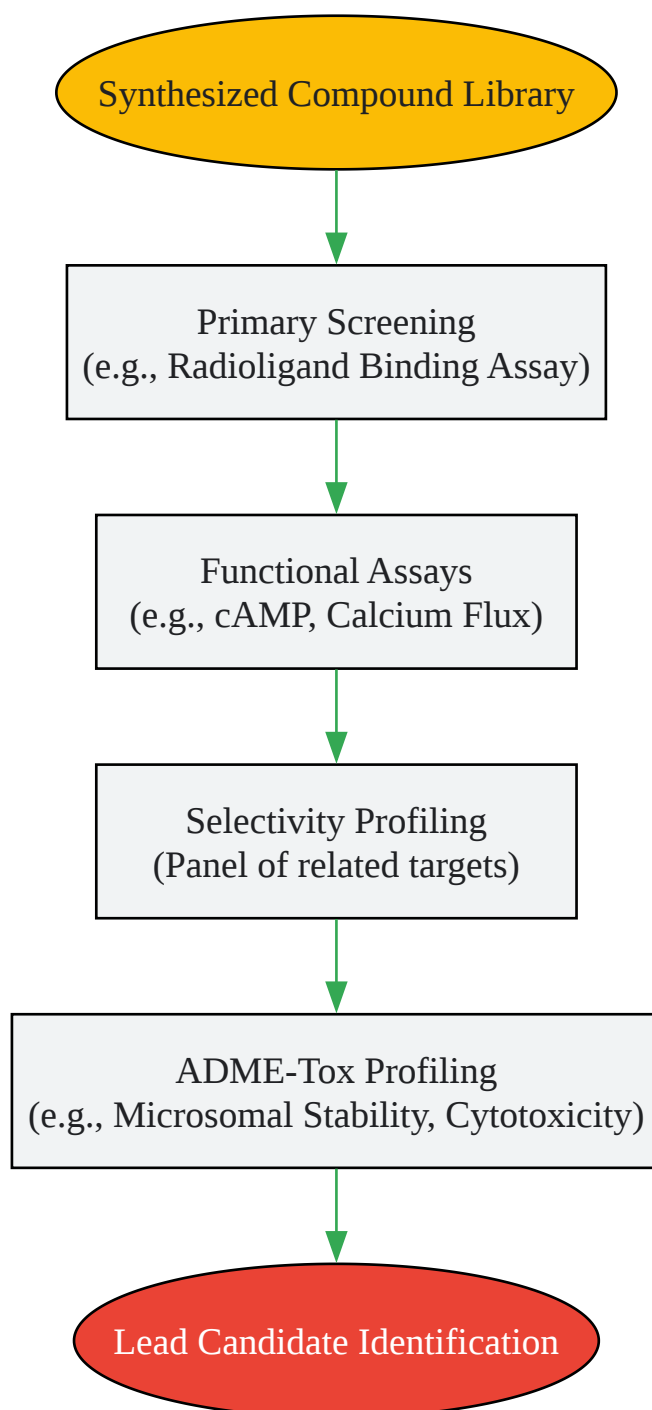 Synthesized Compound Library
Primary Screening
(e.g., Radioligand Binding Assay)
Functional Assays
(e.g., cAMP, Calcium Flux)
Selectivity Profiling
(Panel of related targets)
ADME-Tox Profiling
(e.g., Microsomal Stability, Cytotoxicity)
Lead Candidate Identification